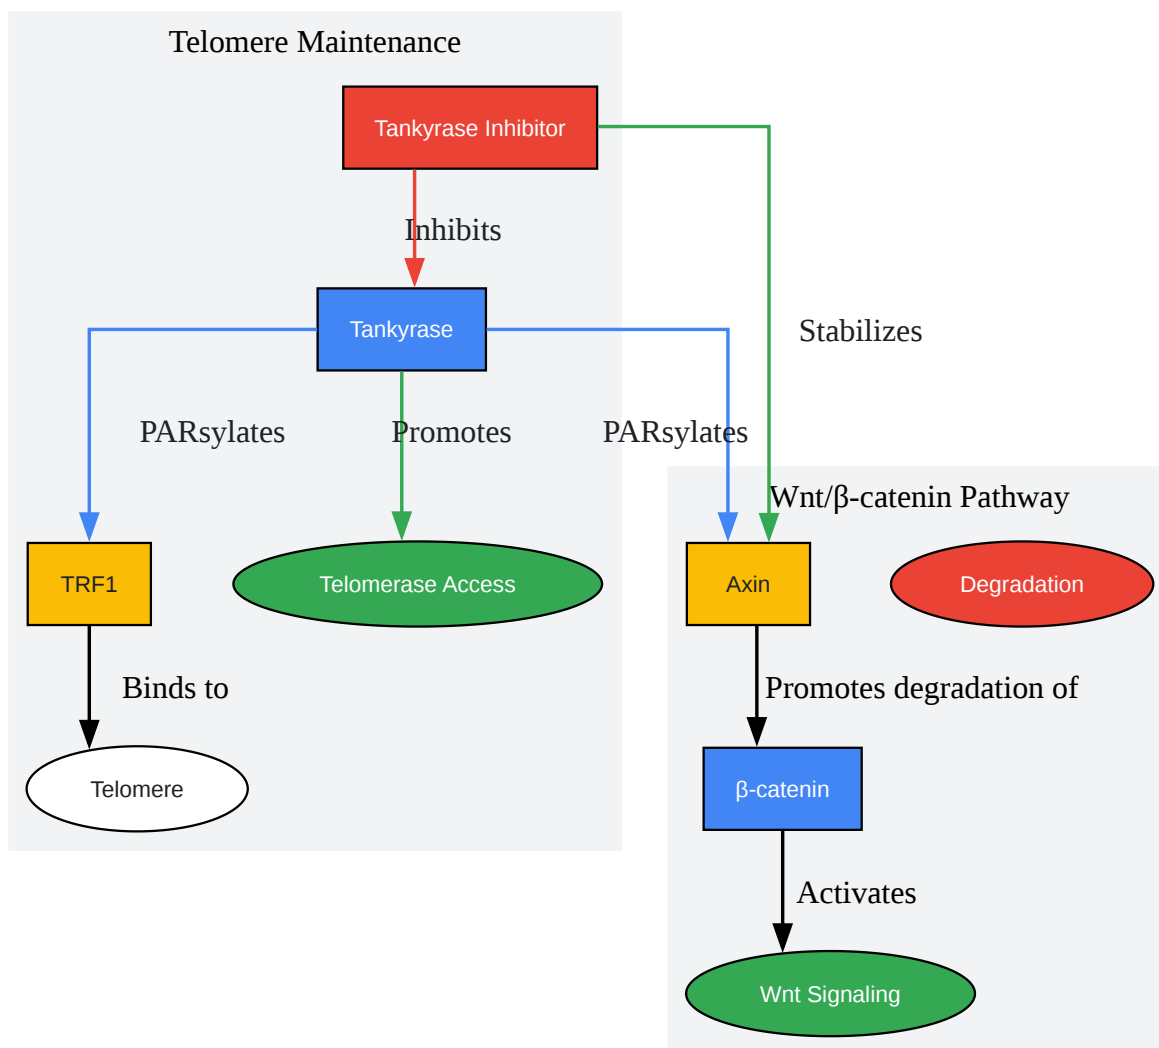 Telomere Maintenance
Tankyrase Inhibitor
Inhibits
Tankyrase
Stabilizes
PARsylates
Promotes
PARsylates
Wnt/β-catenin Pathway
TRF1
Telomerase Access
Axin
Degradation
Binds to
Promotes degradation of
Telomere
β-catenin
Activates
Wnt Signaling